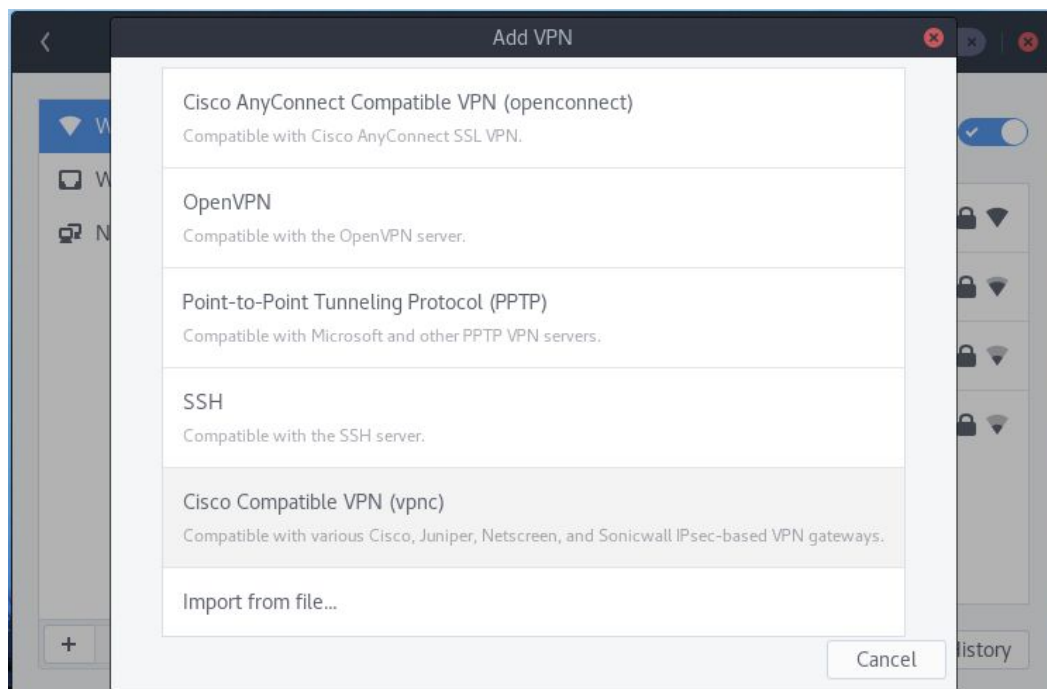 Add VPN
Cisco AnyConnect Compatible VPN (openconnect)
Compatible with Cisco AnyConnect SSL VPN.
W
OpenVPN
W
Compatible with the OpenVPN server.
N
Point-to-Point Tunneling Protocol (PPTP)
Compatible with Microsoft and other PPTP VPN servers.
SSH
Compatible with the SSH server.
Cisco Compatible VPN (vpnc)
Compatible with various Cisco, Juniper, Netscreen, and Sonicwall IPsec-based VPN gateways.
Import from file...
Cancel
History